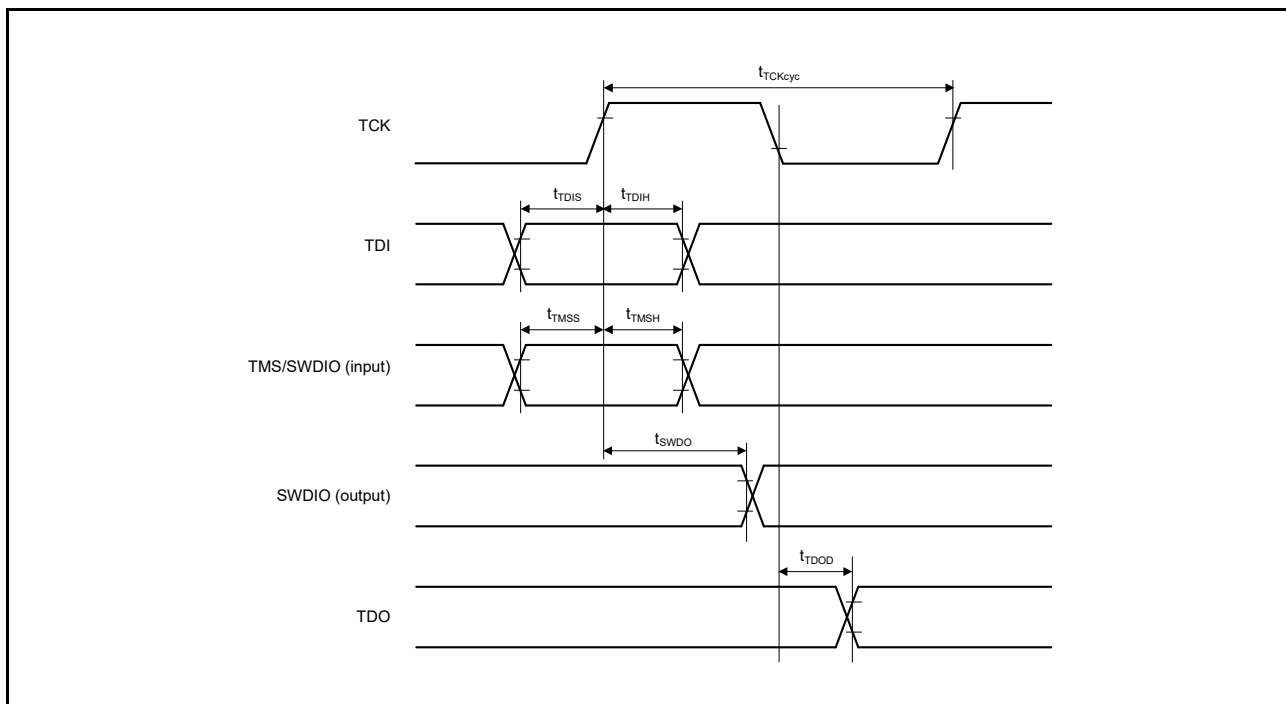 tTCKcyc
TCK
tTDIS tTDIH
TDI
tTMSS tTMSH
TMS/SWDIO (input)
tSWDO
SWDIO (output)
tTDOD
TDO